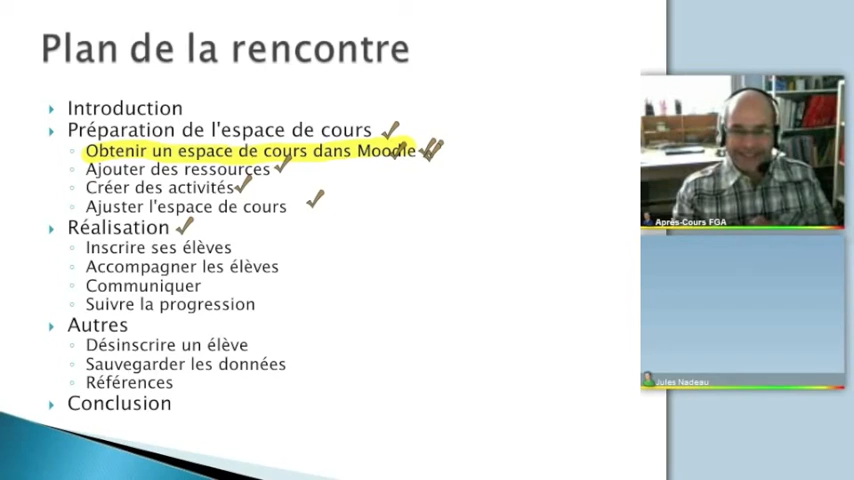 Plan de la rencontre
Introduction
Préparation de l'espace de cours
Obtenir un espace de cours dans Moodle
Ajouter des ressources
Créer des activités
Ajuster l'espace de cours
Réalisation
Inscrire ses élèves
Accompagner les élèves
Communiquer
Suivre la progression
Autres
Désinscrire un élève
Sauvegarder les données
Références
Conclusion
Après-Cours FGA
Jules Nadeau